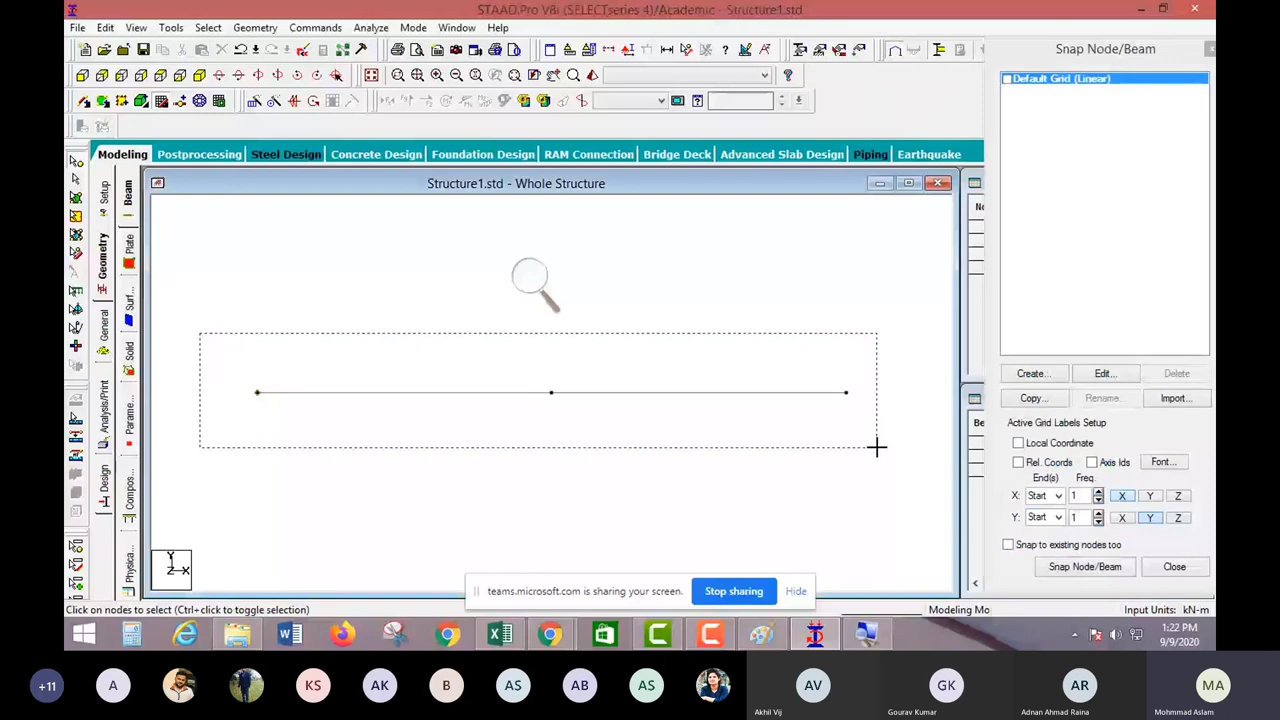 STAAD.Pro V8i (SELECTseries 4)/Academic - Structure1.std
File Edit View Tools Select Geometry Commands Analyze Mode Window Help
Snap Node/Beam
Default Grid (Linear)
Modeling Postprocessing Steel Design Concrete Design Foundation Design RAM Connection Bridge Deck Advanced Slab Design Piping Earthquake
Structure1.std - Whole Structure
Setup
Geometry
General
Analysis/Print
Design
Beam
Plate
Surf...
Solid
Parame...
Compos...
Physica...
No
Be
Y
Z X
Create... Edit... Delete
Copy... Rename... Import...
Active Grid Labels Setup
Local Coordinate
Rel. Coords Axis Ids Font...
End(s) Freq.
X: Start 1 X Y Z
Y: Start 1 X Y Z
Snap to existing nodes too
Snap Node/Beam Close
teams.microsoft.com is sharing your screen. Stop sharing Hide
Click on nodes to select (Ctrl+click to toggle selection) Modeling Mo Input Units: kN-m
1:22 PM
9/9/2020
+11 A KS AK B AS AB AS AV GK AR MA
Akhil Vij Gourav Kumar Adnan Ahmad Raina Mohmmad Aslam